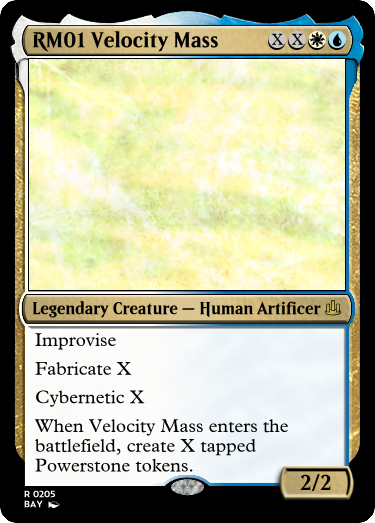 RM01 Velocity Mass X X
Legendary Creature — Human Artificer
Improvise
Fabricate X
Cybernetic X
When Velocity Mass enters the
battlefield, create X tapped
Powerstone tokens.
2/2
R 0205
BAY